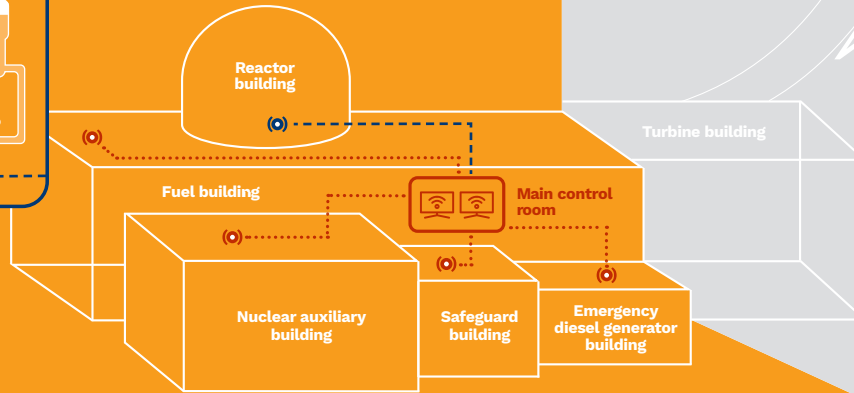 Reactor
building
Turbine building
Fuel building
Main control
room
Nuclear auxiliary
building
Safeguard
building
Emergency
diesel generator
building